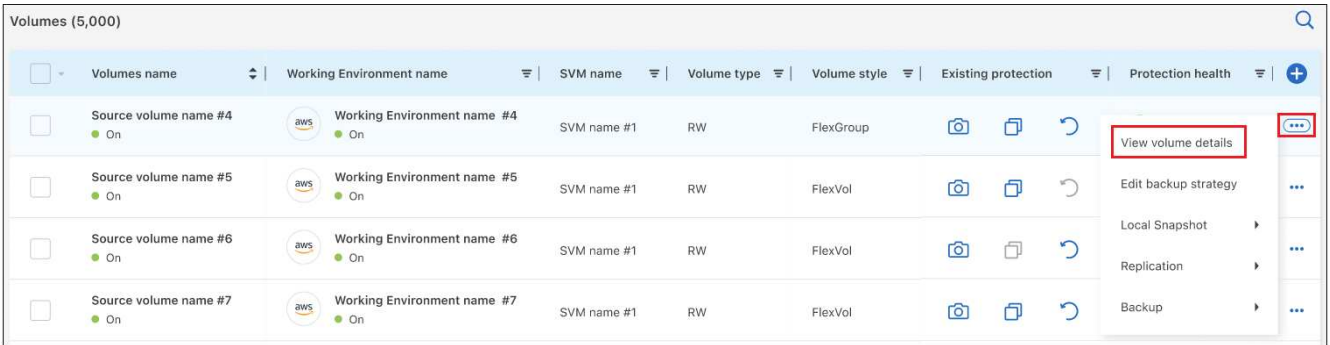 Volumes (5,000)
Volumes name Working Environment name SVM name Volume type Volume style Existing protection Protection health
Source volume name #4 aws Working Environment name #4
On On SVM name #1 RW FlexGroup
View volume details
Source volume name #5 aws Working Environment name #5
On On SVM name #1 RW FlexVol
Edit backup strategy
Source volume name #6 aws Working Environment name #6
On On SVM name #1 RW FlexVol
Local Snapshot
Replication
Source volume name #7 aws Working Environment name #7
On On SVM name #1 RW FlexVol
Backup